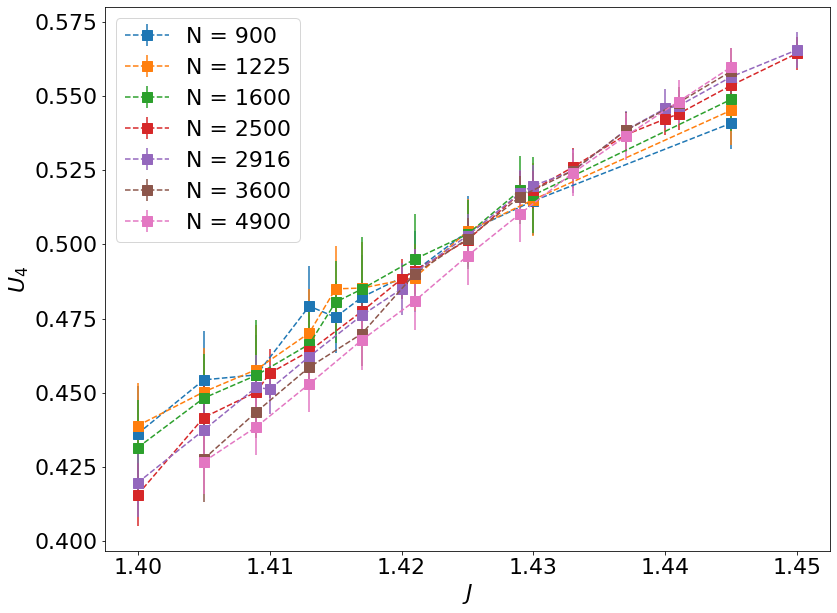 N = 900
N = 1225
N = 1600
N = 2500
N = 2916
N = 3600
N = 4900
0.575
0.550
0.525
0.500
0.475
0.450
0.425
0.400
U₄
1.40 1.41 1.42 1.43 1.44 1.45
J